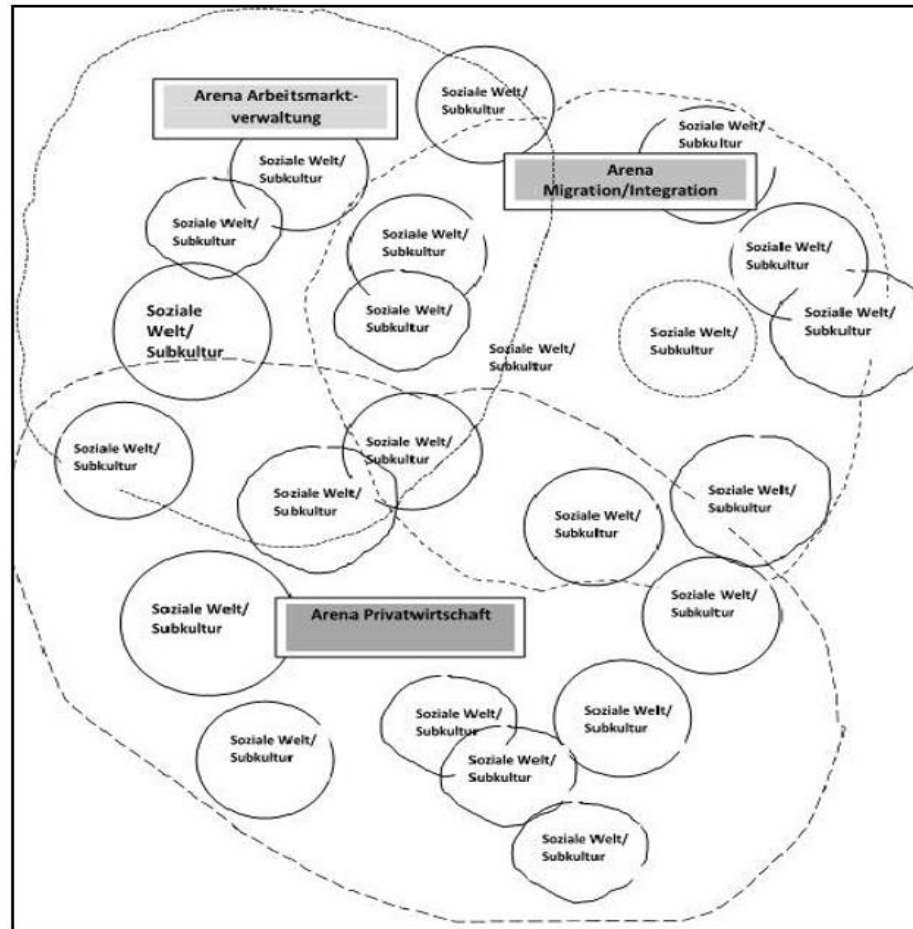 Arena Arbeitsmarkt-
verwaltung
Soziale Welt/
Subkultur
Soziale Welt/
Subkultur
Soziale Welt/
Subkultur
Arena
Migration/Integration
Soziale Welt/
Subkultur
Soziale Welt/
Subkultur
Soziale Welt/
Subkultur
Soziale
Welt/
Subkultur
Soziale Welt/
Subkultur
Soziale Welt/
Subkultur
Soziale Welt/
Subkultur
Soziale Welt/
Subkultur
Soziale Welt/
Subkultur
Soziale Welt/
Subkultur
Soziale Welt/
Subkultur
Soziale Welt/
Subkultur
Soziale Welt/
Subkultur
Soziale Welt/
Subkultur
Soziale Welt/
Subkultur
Soziale Welt/
Subkultur
Arena Privatwirtschaft
Soziale Welt/
Subkultur
Soziale Welt/
Subkultur
Soziale Welt/
Subkultur
Soziale Welt/
Subkultur
Soziale Welt/
Subkultur